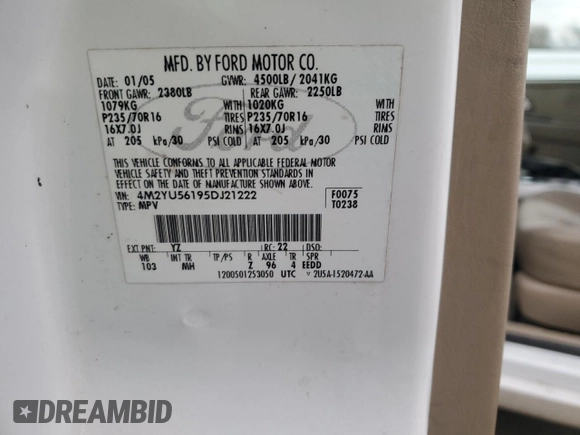 MFD. BY FORD MOTOR CO.
DATE: 01/05 GVWR: 4500LB/ 2041KG
FRONT GAWR: 2380LB REAR GAWR: 2250LB
1079KG WITH 1020KG WITH
P235/70R16 TIRES P235/70R16 TIRES
16X7.0J RIMS 16X7.0J RIMS
AT 205 kPa/30 PSI COLD AT 205 kPa/30 PSI COLD
THIS VEHICLE CONFORMS TO ALL APPLICABLE FEDERAL MOTOR
VEHICLE SAFETY AND THEFT PREVENTION STANDARDS IN
EFFECT ON THE DATE OF MANUFACTURE SHOWN ABOVE.
VIN: 4M2YU56195DJ21222 F0075
TYPE: MPV T0238
EXT PNT: YZ RC: 22 DSO:
WB INT TR TP/PS R AXLE TR SPR
103 MH Z 96 4 EEDD
1200501253050 UTC V 2U5A-1520472-AA
Ford
DREAMBID